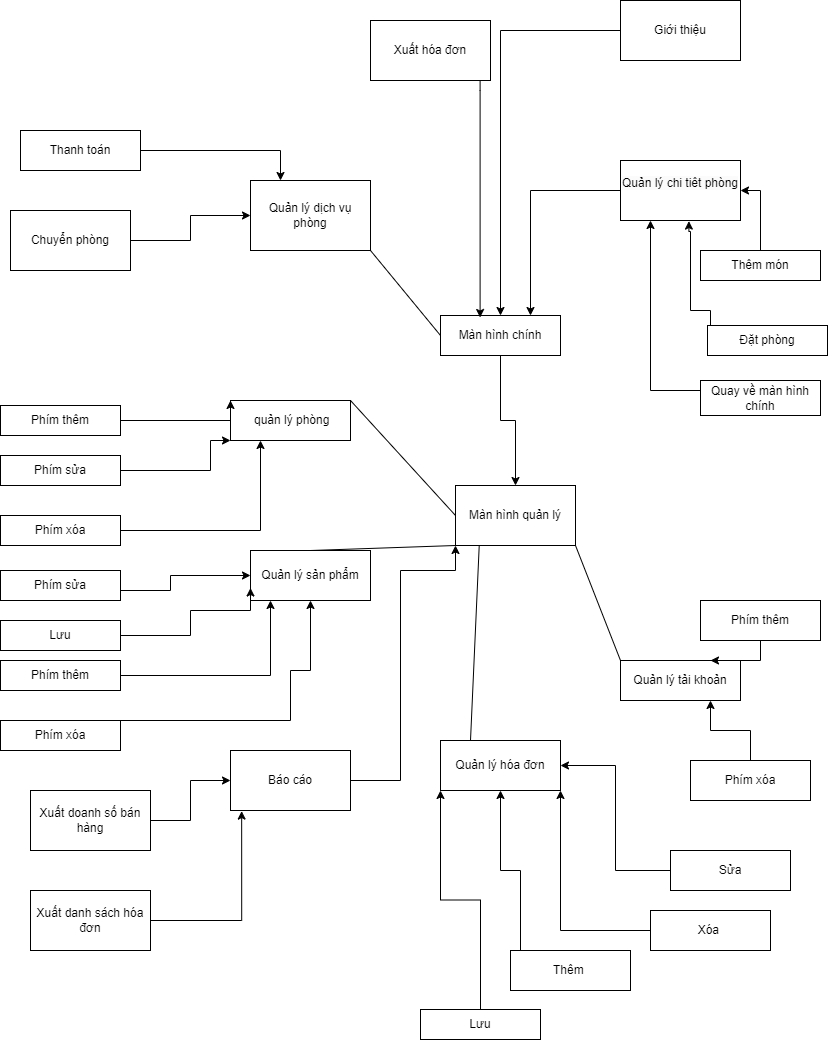 Giới thiệu
Xuất hóa đơn
Thanh toán
Quản lý chi tiêt phòng
Quản lý dịch vụ
phòng
Chuyển phòng
Thêm món
Màn hình chính
Đặt phòng
Quay về màn hình
chính
Phím thêm
quản lý phòng
Phím sửa
Màn hình quản lý
Phím xóa
Phím sửa
Quản lý sản phẩm
Lưu
Phím thêm
Phím thêm
Quản lý tài khoản
Phím xóa
Quản lý hóa đơn
Báo cáo
Phím xóa
Xuất doanh số bán
hàng
Sửa
Xuất danh sách hóa
đơn
Xóa
Thêm
Lưu